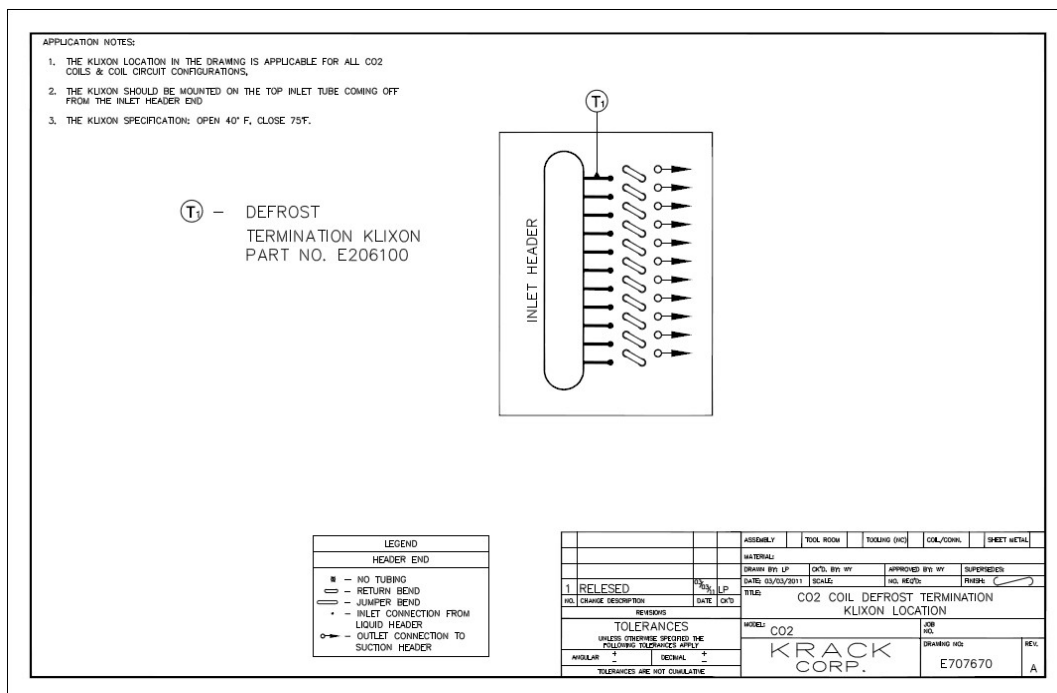 APPLICATION NOTES:
1. THE KLIXON LOCATION IN THE DRAWING IS APPLICABLE FOR ALL CO2
COILS & COIL CIRCUIT CONFIGURATIONS,
2. THE KLIXON SHOULD BE MOUNTED ON THE TOP INLET TUBE COMING OFF
FROM THE INLET HEADER END
3. THE KLIXON SPECIFICATION: OPEN 40° F, CLOSE 75°F.
T1
T1 - DEFROST
TERMINATION KLIXON
PART NO. E206100
INLET HEADER
LEGEND
HEADER END
- NO TUBING
- RETURN BEND
- JUMPER BEND
- INLET CONNECTION FROM
LIQUID HEADER
- OUTLET CONNECTION TO
SUCTION HEADER
1 RELESED 03/03/11 LP
NO. CHANGE DESCRIPTION DATE CK'D
REVISIONS
TOLERANCES
UNLESS OTHERWISE SPECIFIED THE
FOLLOWING TOLERANCES APPLY
ANGULAR + - DECIMAL + -
TOLERANCES ARE NOT CUMULATIVE
ASSEMBLY TOOL ROOM TOOLING (NC) COIL/CONN. SHEET METAL
MATERIAL:
DRAWN BY: LP CK'D. BY: WY APPROVED BY: WY SUPERSEDES:
DATE: 03/03/2011 SCALE: NO. REQ'D: FINISH:
TITLE: CO2 COIL DEFROST TERMINATION
KLIXON LOCATION
MODEL: CO2 JOB
NO.
KRACK
CORP.
DRAWING NO: REV.
E707670 A